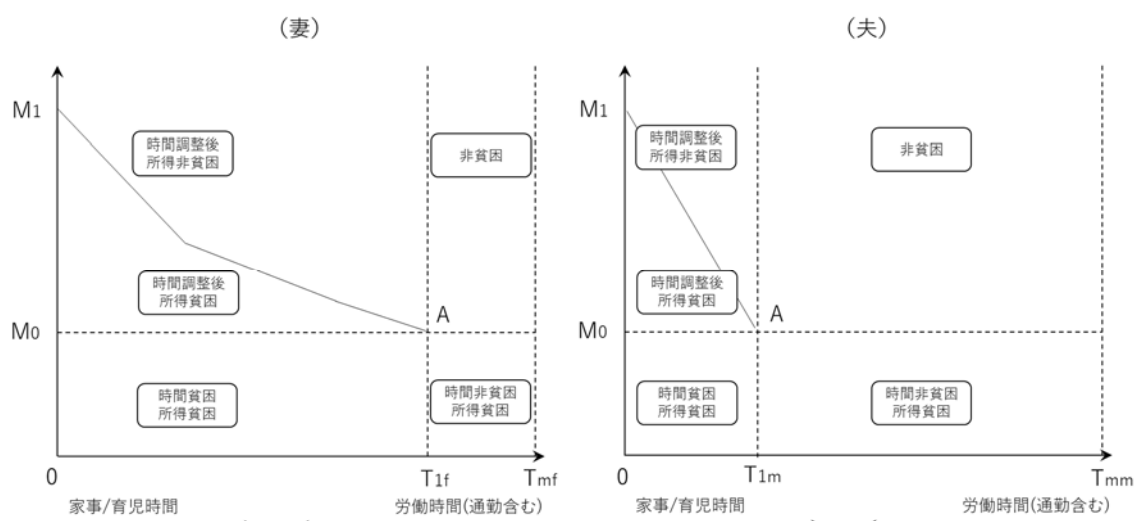 （妻）
M1
時間調整後
所得非貧困
非貧困
時間調整後
所得貧困
A
M0
時間貧困
所得貧困
時間非貧困
所得貧困
0
T1f
Tmf
家事/育児時間
労働時間(通勤含む)
（夫）
M1
時間調整後
所得非貧困
非貧困
時間調整後
所得貧困
A
M0
時間貧困
所得貧困
時間非貧困
所得貧困
0
T1m
Tmm
家事/育児時間
労働時間(通勤含む)